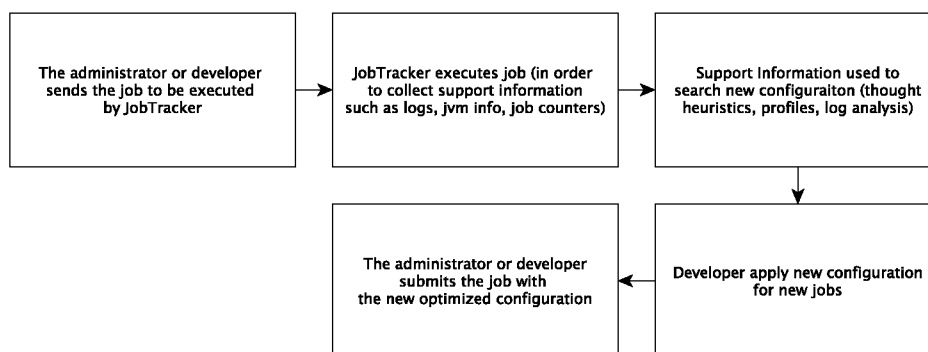 The administrator or developer
sends the job to be executed
by JobTracker
JobTracker executes job (in order
to collect support information
such as logs, jvm info, job counters)
Support Information used to
search new configuraiton (thought
heuristics, profiles, log analysis)
Developer apply new configuration
for new jobs
The administrator or developer
submits the job with
the new optimized configuration